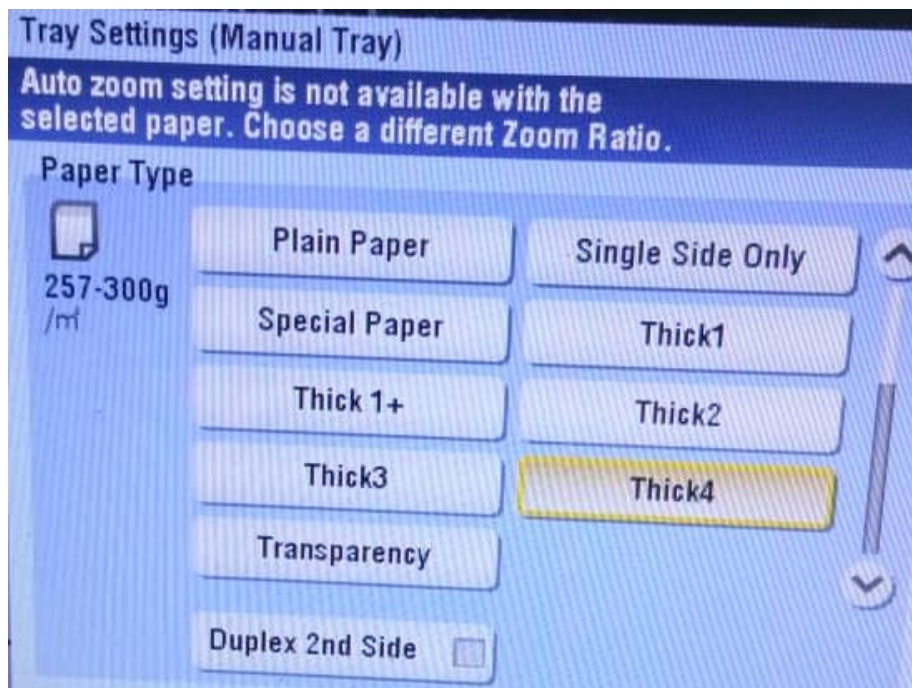 Tray Settings (Manual Tray)
Auto zoom setting is not available with the
selected paper. Choose a different Zoom Ratio.
Paper Type
257-300g
/㎡
Plain Paper
Single Side Only
Special Paper
Thick1
Thick 1+
Thick2
Thick3
Thick4
Transparency
Duplex 2nd Side